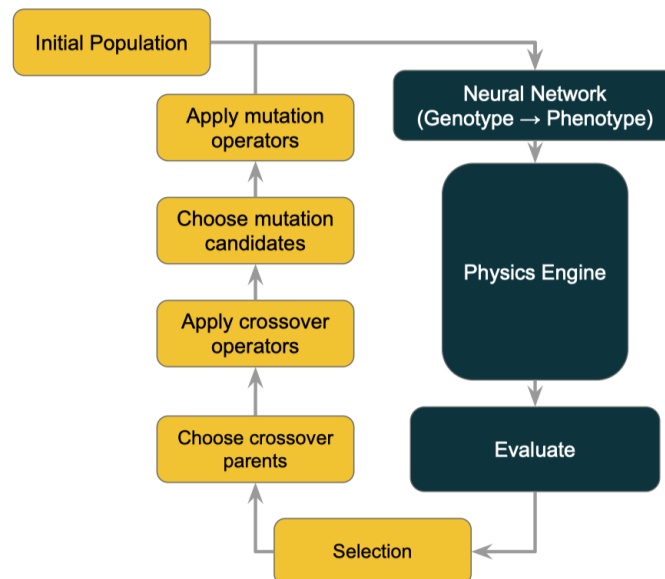 Initial Population
Neural Network
(Genotype → Phenotype)
Apply mutation
operators
Choose mutation
candidates
Physics Engine
Apply crossover
operators
Choose crossover
parents
Evaluate
Selection